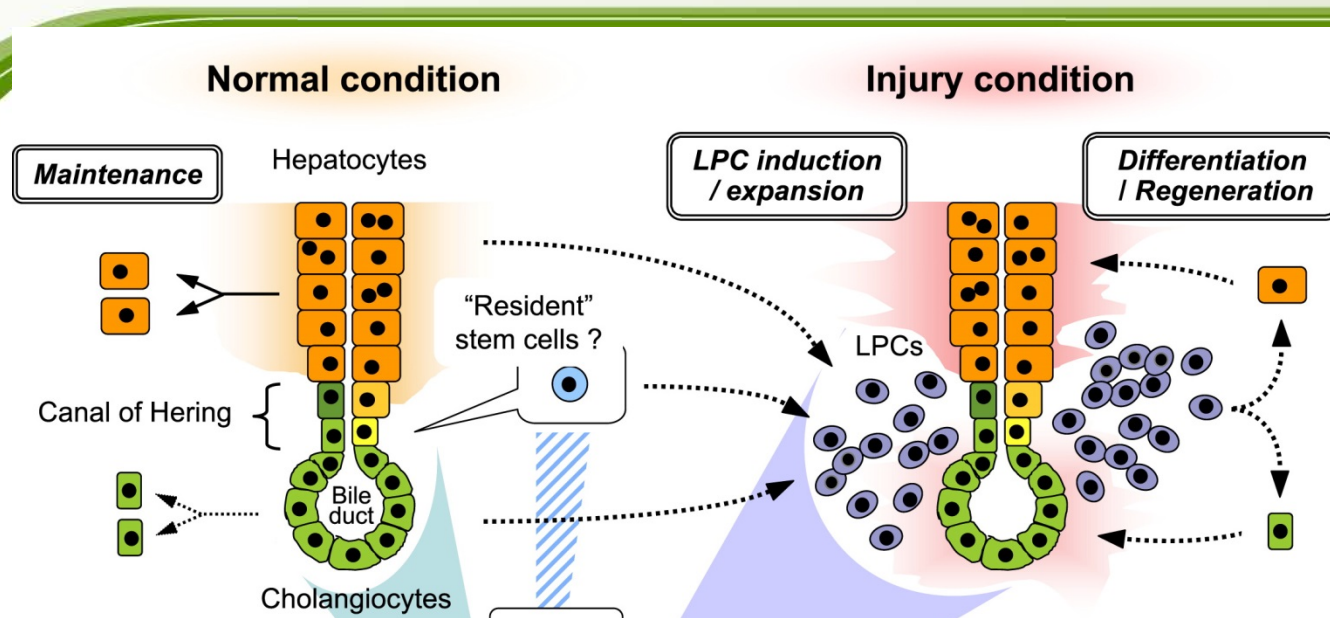 Normal condition
Injury condition
Maintenance
Hepatocytes
LPC induction
/ expansion
Differentiation
/ Regeneration
"Resident"
stem cells ?
LPCs
Canal of Hering
Bile
duct
Cholangiocytes